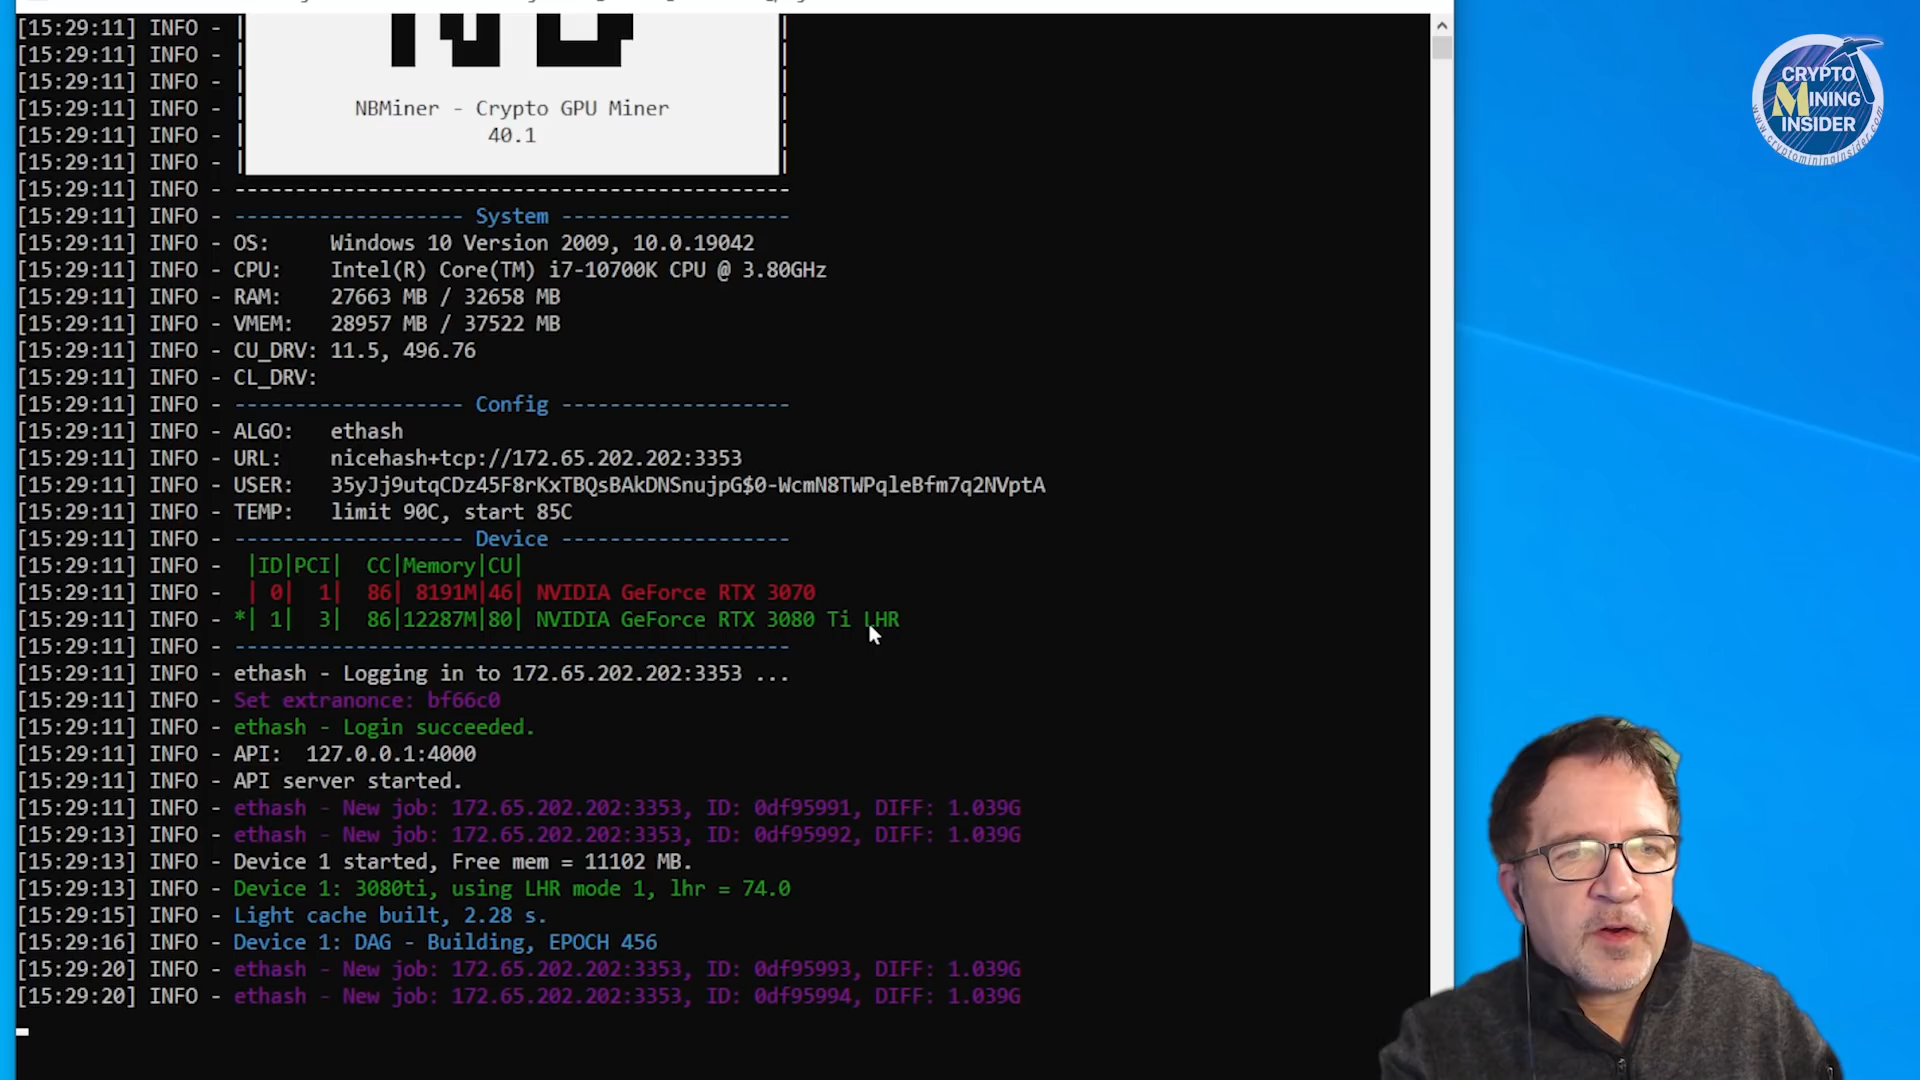 [15:29:11] INFO - |
[15:29:11] INFO - |
[15:29:11] INFO - |
[15:29:11] INFO - | NBMiner - Crypto GPU Miner |
[15:29:11] INFO - | 40.1 |
[15:29:11] INFO - | |
[15:29:11] INFO - ----------------------------------------------
[15:29:11] INFO - ------------------- System -------------------
[15:29:11] INFO - OS: Windows 10 Version 2009, 10.0.19042
[15:29:11] INFO - CPU: Intel(R) Core(TM) i7-10700K CPU @ 3.80GHz
[15:29:11] INFO - RAM: 27663 MB / 32658 MB
[15:29:11] INFO - VMEM: 28957 MB / 37522 MB
[15:29:11] INFO - CU_DRV: 11.5, 496.76
[15:29:11] INFO - CL_DRV:
[15:29:11] INFO - ------------------- Config -------------------
[15:29:11] INFO - ALGO: ethash
[15:29:11] INFO - URL: nicehash+tcp://172.65.202.202:3353
[15:29:11] INFO - USER: 35yJj9utqCDz45F8rKxTBQsBAkDNSnujpG$0-WcmN8TWPqleBfm7q2NVptA
[15:29:11] INFO - TEMP: limit 90C, start 85C
[15:29:11] INFO - ------------------- Device -------------------
[15:29:11] INFO - |ID|PCI| CC|Memory|CU|
[15:29:11] INFO - | 0| 1| 86| 8191M|46| NVIDIA GeForce RTX 3070
[15:29:11] INFO - *| 1| 3| 86|12287M|80| NVIDIA GeForce RTX 3080 Ti LHR
[15:29:11] INFO - ----------------------------------------------
[15:29:11] INFO - ethash - Logging in to 172.65.202.202:3353 ...
[15:29:11] INFO - Set extranonce: bf66c0
[15:29:11] INFO - ethash - Login succeeded.
[15:29:11] INFO - API: 127.0.0.1:4000
[15:29:11] INFO - API server started.
[15:29:11] INFO - ethash - New job: 172.65.202.202:3353, ID: 0df95991, DIFF: 1.039G
[15:29:13] INFO - ethash - New job: 172.65.202.202:3353, ID: 0df95992, DIFF: 1.039G
[15:29:13] INFO - Device 1 started, Free mem = 11102 MB.
[15:29:13] INFO - Device 1: 3080ti, using LHR mode 1, lhr = 74.0
[15:29:15] INFO - Light cache built, 2.28 s.
[15:29:16] INFO - Device 1: DAG - Building, EPOCH 456
[15:29:20] INFO - ethash - New job: 172.65.202.202:3353, ID: 0df95993, DIFF: 1.039G
[15:29:20] INFO - ethash - New job: 172.65.202.202:3353, ID: 0df95994, DIFF: 1.039G
CRYPTO
MINING
INSIDER
www.cryptomininginsider.com